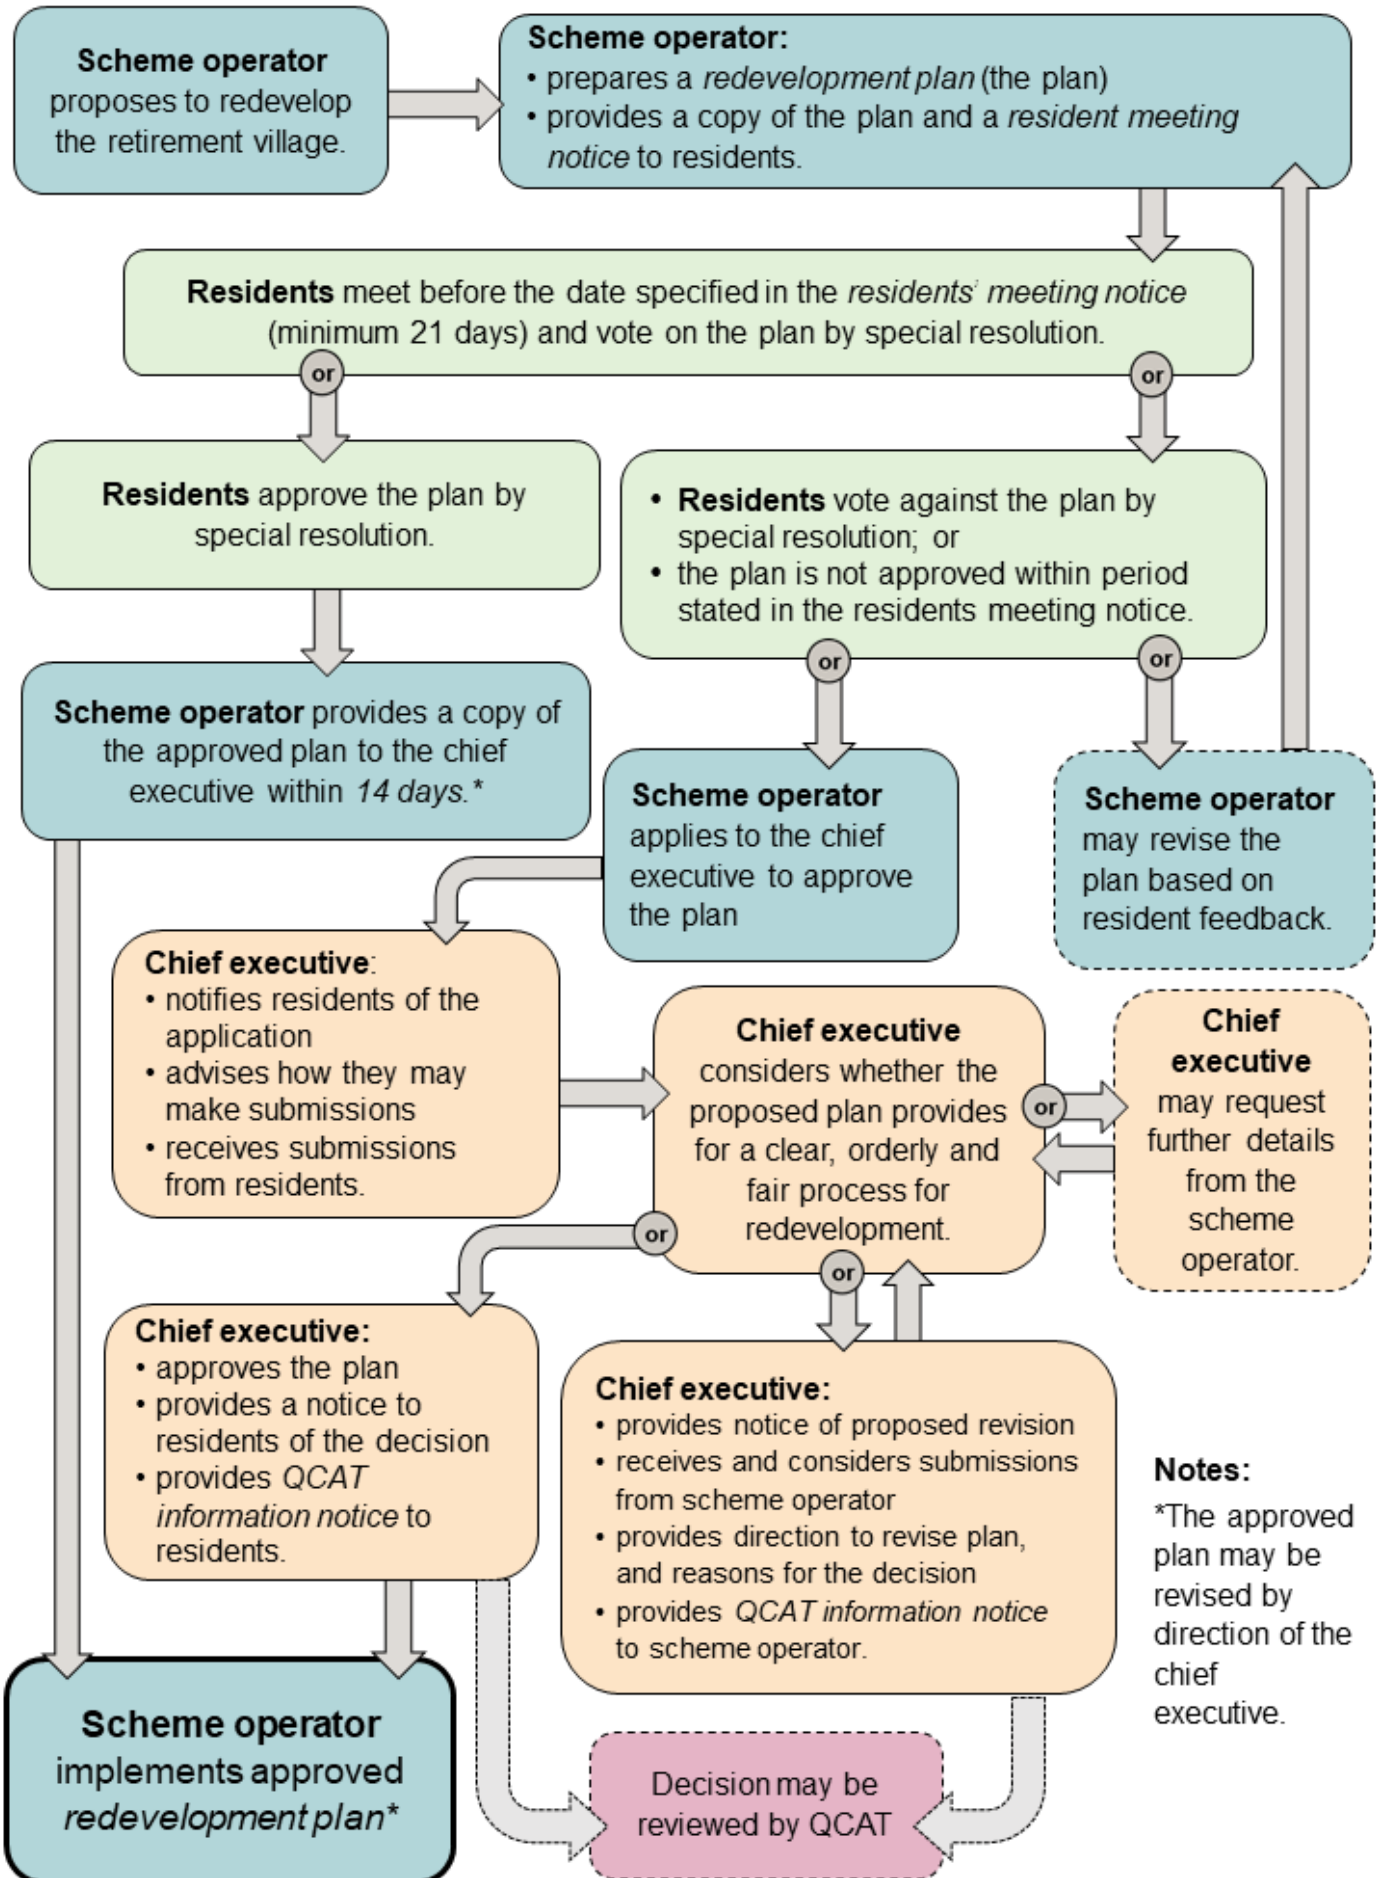 Scheme operator
proposes to redevelop
the retirement village.
Scheme operator:
• prepares a redevelopment plan (the plan)
• provides a copy of the plan and a resident meeting
notice to residents.
Residents meet before the date specified in the residents' meeting notice
(minimum 21 days) and vote on the plan by special resolution.
or
or
Residents approve the plan by
special resolution.
• Residents vote against the plan by
special resolution; or
• the plan is not approved within period
stated in the residents meeting notice.
or
or
Scheme operator provides a copy of
the approved plan to the chief
executive within 14 days.*
Scheme operator
applies to the chief
executive to approve
the plan
Scheme operator
may revise the
plan based on
resident feedback.
Chief executive:
• notifies residents of the
application
• advises how they may
make submissions
• receives submissions
from residents.
Chief executive
considers whether the
proposed plan provides
for a clear, orderly and
fair process for
redevelopment.
or
Chief
executive
may request
further details
from the
scheme
operator.
or
or
Chief executive:
• approves the plan
• provides a notice to
residents of the decision
• provides QCAT
information notice to
residents.
Chief executive:
• provides notice of proposed revision
• receives and considers submissions
from scheme operator
• provides direction to revise plan,
and reasons for the decision
• provides QCAT information notice
to scheme operator.
Notes:
*The approved
plan may be
revised by
direction of the
chief
executive.
Scheme operator
implements approved
redevelopment plan*
Decision may be
reviewed by QCAT